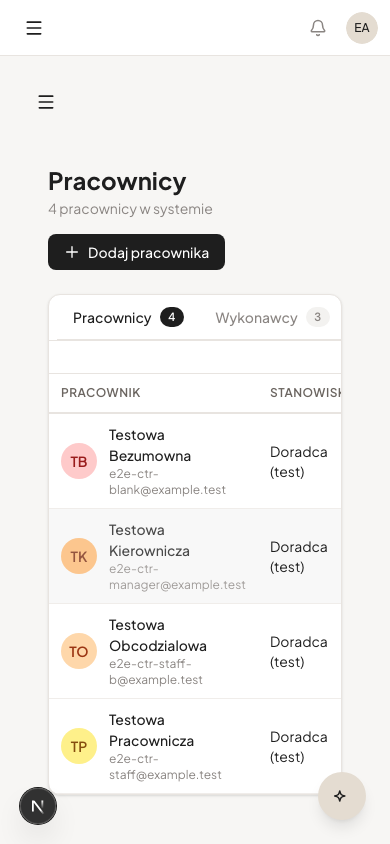 EA
Pracownicy
4 pracownicy w systemie
Dodaj pracownika
Pracownicy 4 Wykonawcy 3
PRACOWNIK STANOWISK
TB Testowa
Bezumowna
e2e-ctr-
blank@example.test
Doradca
(test)
TK Testowa
Kierownicza
e2e-ctr-
manager@example.test
Doradca
(test)
TO Testowa
Obcodzialowa
e2e-ctr-staff-
b@example.test
Doradca
(test)
TP Testowa
Pracownicza
e2e-ctr-
staff@example.test
Doradca
(test)
N